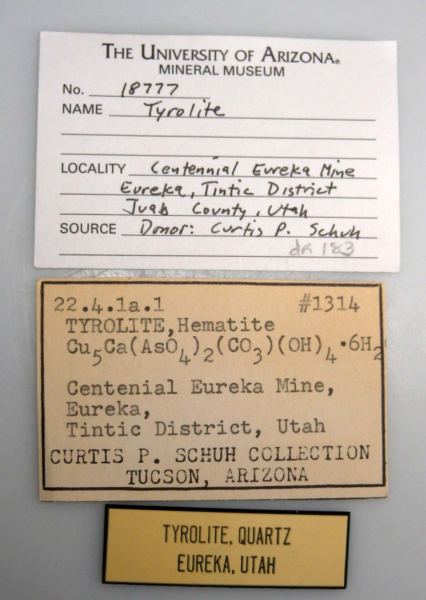 THE UNIVERSITY OF ARIZONA®
MINERAL MUSEUM
No. 18777
NAME Tyrolite
LOCALITY Centennial Eureka Mine
Eureka, Tintic District
Juab County, Utah
SOURCE Donor: Curtis P. Schuh
dR 183
22.4.1a.1 #1314
TYROLITE,Hematite
Cu5Ca(AsO4)2(CO3)(OH)4·6H2
Centenial Eureka Mine,
Eureka,
Tintic District, Utah
CURTIS P. SCHUH COLLECTION
TUCSON, ARIZONA
TYROLITE, QUARTZ
EUREKA, UTAH